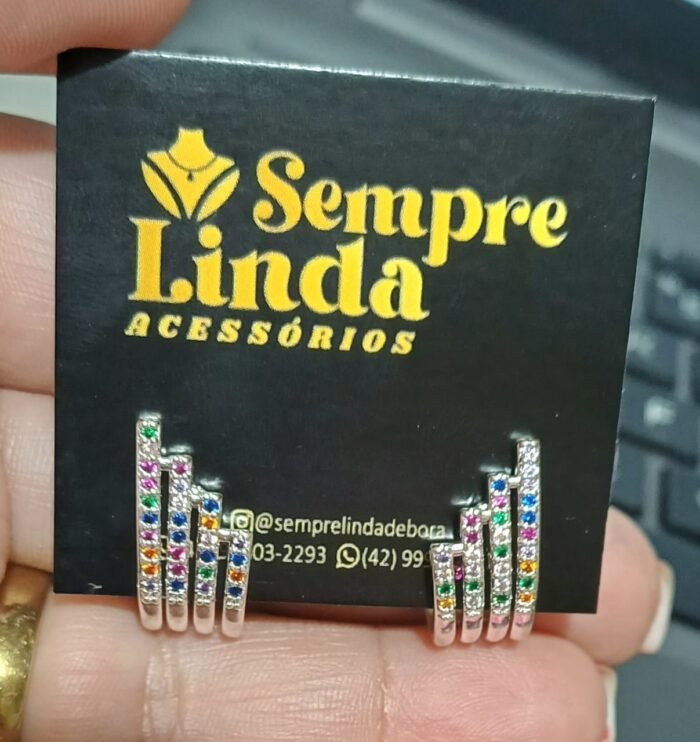 Sempre
Linda
ACESSÓRIOS
@semprelindadebora
03-2293 (42) 99